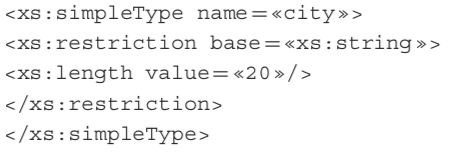 <xs:simpleType name=«city»>
<xs:restriction base=«xs:string»>
<xs:length value=«20»/>
</xs:restriction>
</xs:simpleType>